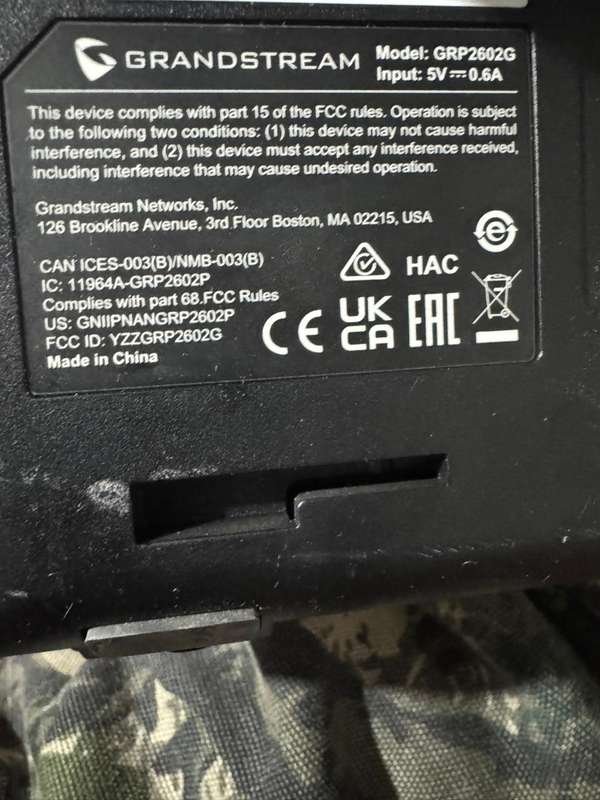 GRANDSTREAM
Model: GRP2602G
Input: 5V⎓0.6A
This device complies with part 15 of the FCC rules. Operation is subject
to the following two conditions: (1) this device may not cause harmful
interference, and (2) this device must accept any interference received,
including interference that may cause undesired operation.
Grandstream Networks, Inc.
126 Brookline Avenue, 3rd Floor Boston, MA 02215, USA
CAN ICES-003(B)/NMB-003(B)
IC: 11964A-GRP2602P
Complies with part 68.FCC Rules
US: GNIIPNANGRP2602P
FCC ID: YZZGRP2602G
Made in China
HAC
CE
UK
CA
EAC
e